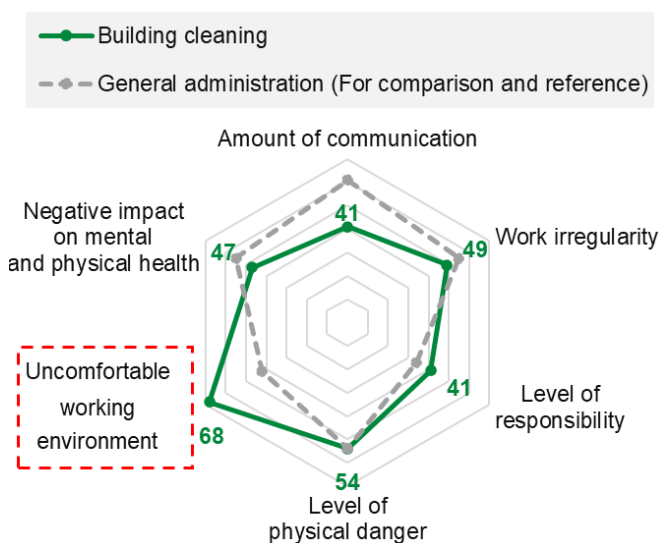 Building cleaning
General administration (For comparison and reference)
Amount of communication
41
Negative impact
on mental
and physical health
47
49
Work irregularity
Uncomfortable
working
environment
68
41
Level of
responsibility
54
Level of
physical danger